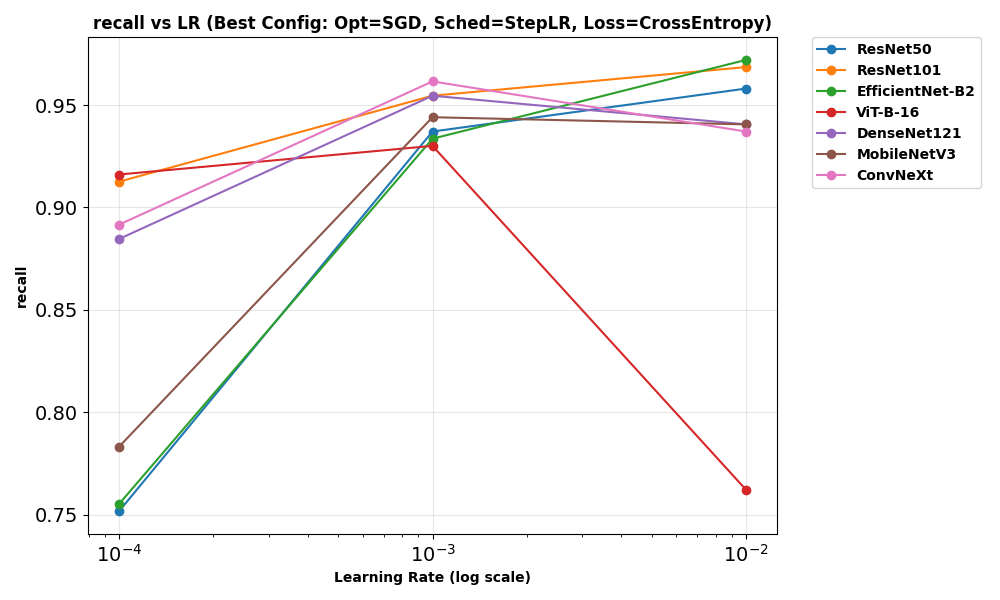 recall vs LR (Best Config: Opt=SGD, Sched=StepLR, Loss=CrossEntropy)
ResNet50
ResNet101
EfficientNet-B2
ViT-B-16
DenseNet121
MobileNetV3
ConvNeXt
recall
0.95
0.90
0.85
0.80
0.75
10⁻⁴ 10⁻³ 10⁻²
Learning Rate (log scale)